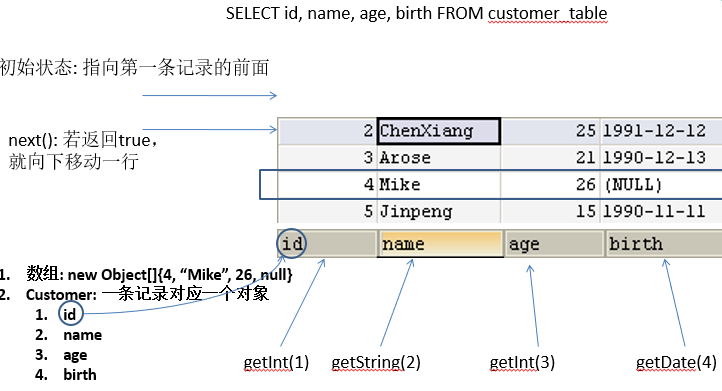 SELECT id, name, age, birth FROM customer_table
初始状态: 指向第一条记录的前面
next(): 若返回true，
就向下移动一行
2 ChenXiang 25 1991-12-12
3 Arose 21 1990-12-13
4 Mike 26 (NULL)
5 Jinpeng 15 1990-11-11
id name age birth
1. 数组: new Object[]{4, “Mike”, 26, null}
2. Customer: 一条记录对应一个对象
1. id
2. name
3. age
4. birth
getInt(1) getString(2) getInt(3) getDate(4)